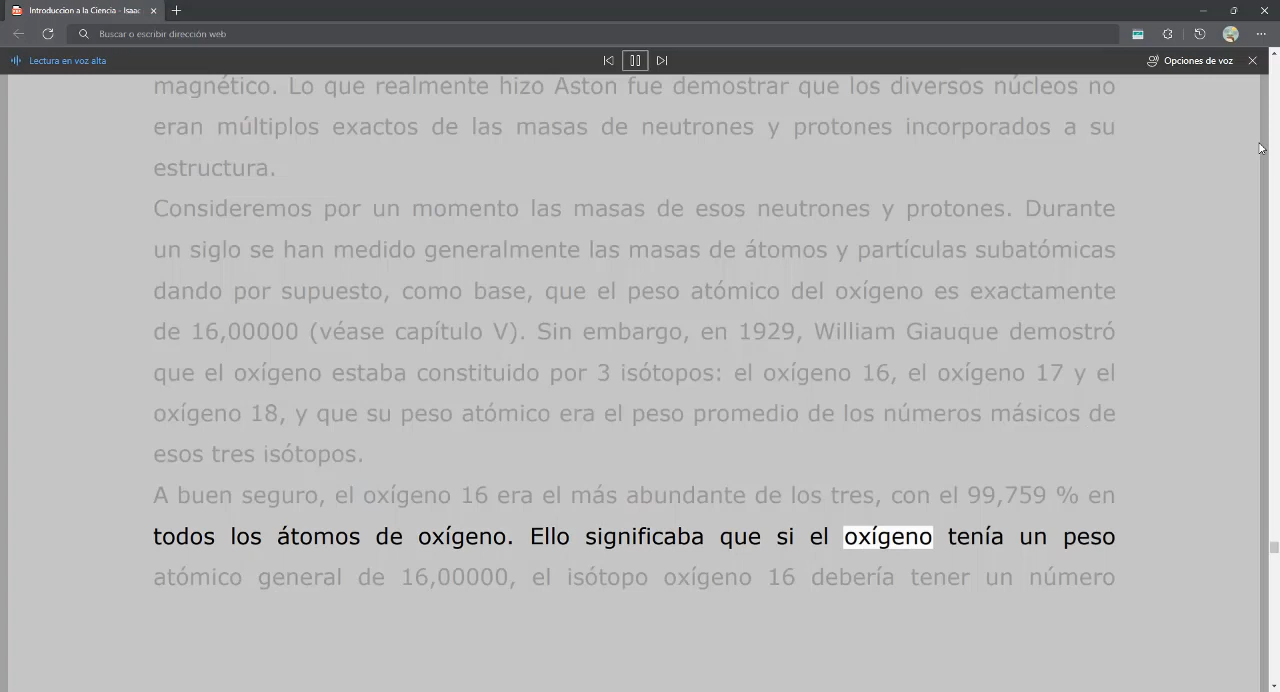 Introduccion a la Ciencia - Isaac
Buscar o escribir dirección web
Lectura en voz alta
Opciones de voz
magnético. Lo que realmente hizo Aston fue demostrar que los diversos núcleos no
eran múltiplos exactos de las masas de neutrones y protones incorporados a su
estructura.
Consideremos por un momento las masas de esos neutrones y protones. Durante
un siglo se han medido generalmente las masas de átomos y partículas subatómicas
dando por supuesto, como base, que el peso atómico del oxígeno es exactamente
de 16,00000 (véase capítulo V). Sin embargo, en 1929, William Giauque demostró
que el oxígeno estaba constituido por 3 isótopos: el oxígeno 16, el oxígeno 17 y el
oxígeno 18, y que su peso atómico era el peso promedio de los números másicos de
esos tres isótopos.
A buen seguro, el oxígeno 16 era el más abundante de los tres, con el 99,759 % en
todos los átomos de oxígeno. Ello significaba que si el oxígeno tenía un peso
atómico general de 16,00000, el isótopo oxígeno 16 debería tener un número